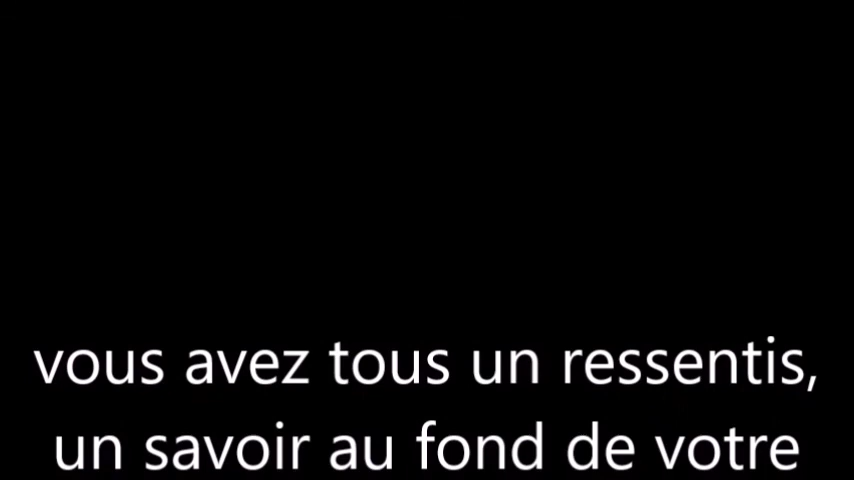 vous avez tous un ressentis,
un savoir au fond de votre